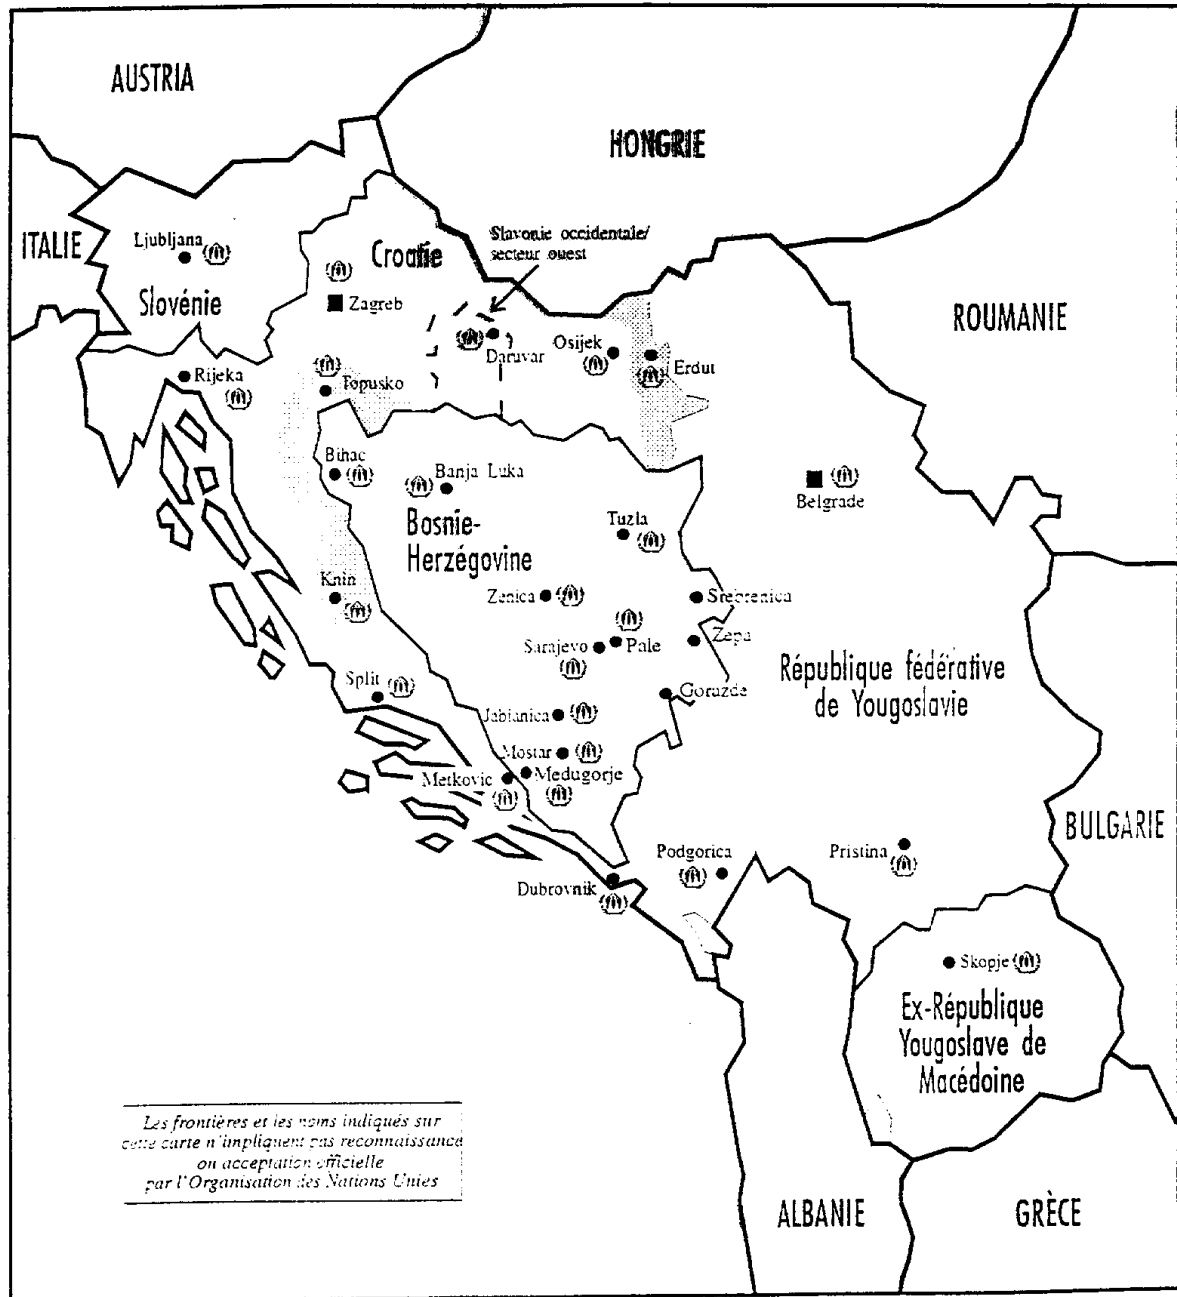 AUSTRIA
HONGRIE
ITALIE
Ljubljana
Slovénie
Croatie
Slavonie occidentale/
secteur ouest
Zagreb
ROUMANIE
Daruvar
Osijek
Erdut
Rijeka
Topusko
Bihac
Banja Luka
Belgrade
Bosnie-
Herzégovine
Tuzla
Knin
Zenica
Srebrenica
Sarajevo
Pale
Zepa
République fédérative
de Yougoslavie
Split
Gorazde
Jablanica
Mostar
Metkovic
Medugorje
BULGARIE
Podgorica
Pristina
Dubrovnik
Skopje
Ex-République
Yougoslave de
Macédoine
Les frontières et les noms indiqués sur
cette carte n'impliquent pas reconnaissance
ou acceptation officielle
par l'Organisation des Nations Unies
ALBANIE
GRÈCE